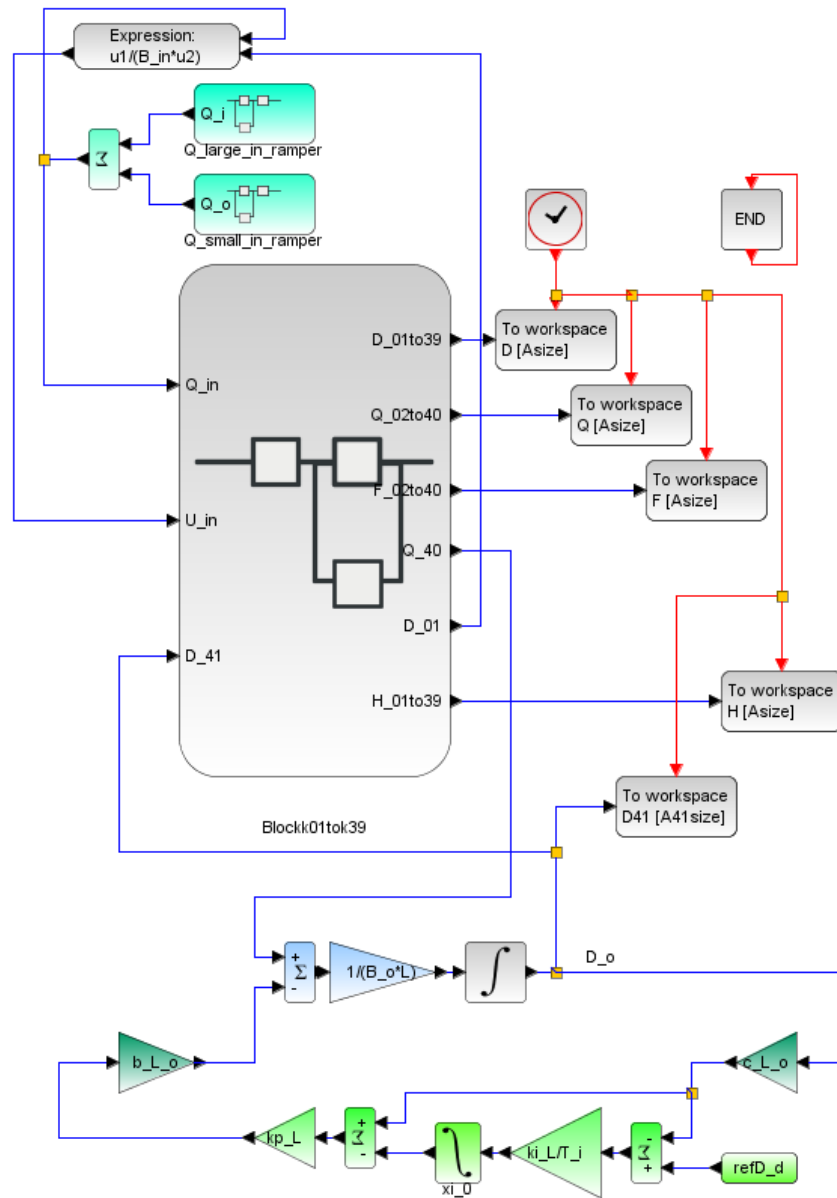 Expression:
u1/(B_in*u2)
Q_i
Σ
Q_large_in_ramper
Q_o
Q_small_in_ramper
END
To workspace
D [Asize]
D_01to39
Q_in
Q_02to40
To workspace
Q [Asize]
F_02to40
To workspace
F [Asize]
U_in
Q_40
D_01
D_41
H_01to39
To workspace
H [Asize]
To workspace
D41 [A41size]
Blockk01tok39
+
Σ
-
1/(B_o*L)
∫
D_o
b_L_o
c_L_o
kp_L
+
Σ
-
∫
xi_0
ki_L/T_i
-
Σ
+
refD_d